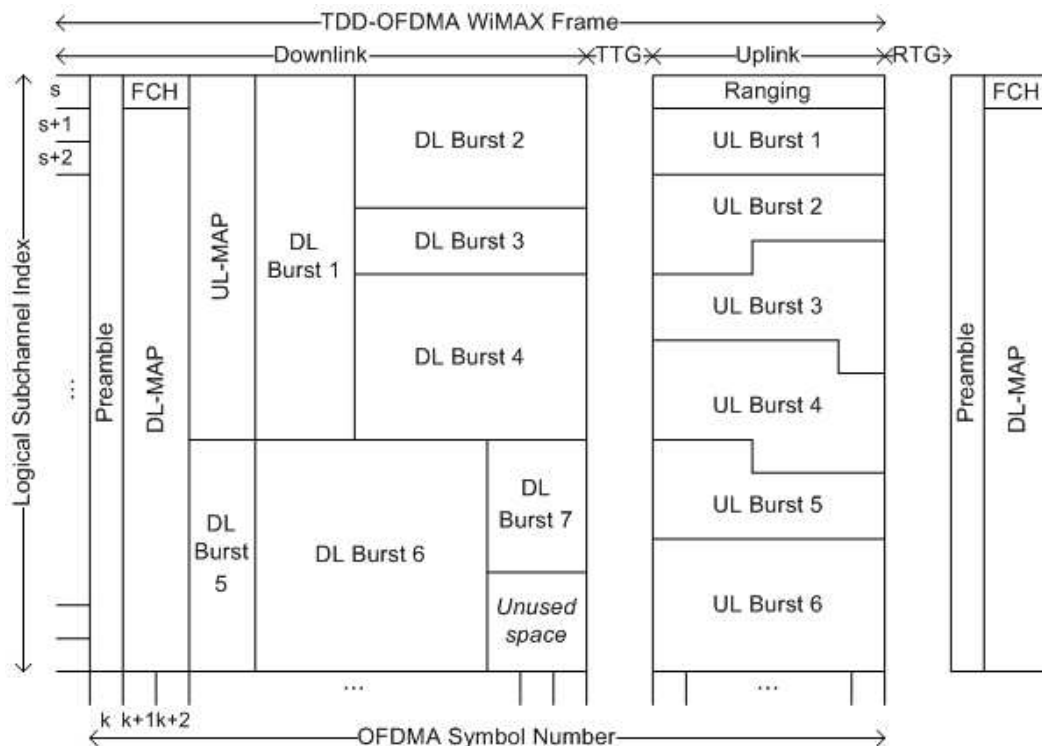 TDD-OFDMA WiMAX Frame
Downlink
TTG
Uplink
RTG
s
s+1
s+2
...
Logical Subchannel Index
Preamble
FCH
DL-MAP
UL-MAP
DL
Burst 1
DL Burst 2
DL Burst 3
DL Burst 4
DL
Burst
5
DL Burst 6
DL
Burst 7
Unused
space
Ranging
UL Burst 1
UL Burst 2
UL Burst 3
UL Burst 4
UL Burst 5
UL Burst 6
Preamble
FCH
DL-MAP
...
...
k k+1k+2
OFDMA Symbol Number